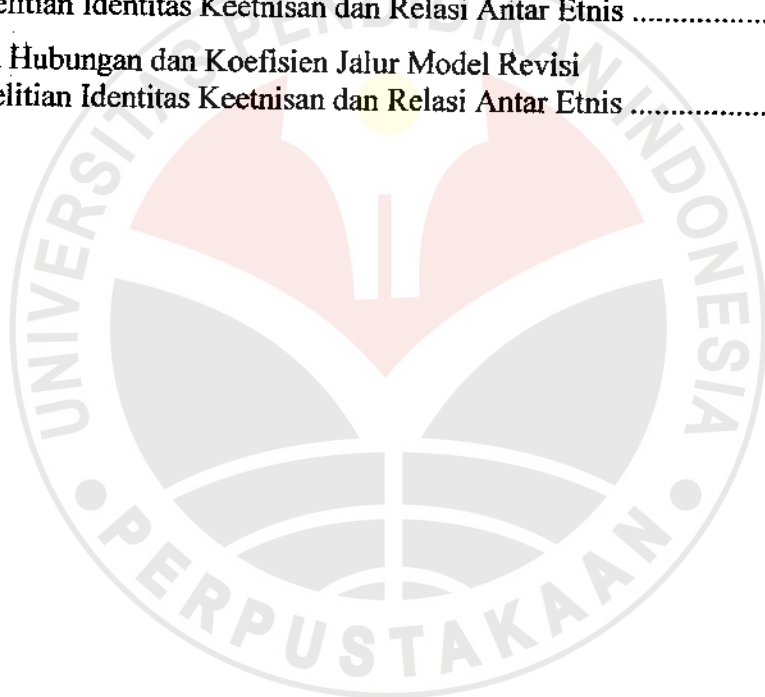 Identitas Keetnisan dan Relasi Antar Etnis ..................
Hubungan dan Koefisien Jalur Model Revisi
elitian Identitas Keetnisan dan Relasi Antar Etnis ..................
UNIVERSITAS PENDIDIKAN INDONESIA
PERPUSTAKAAN